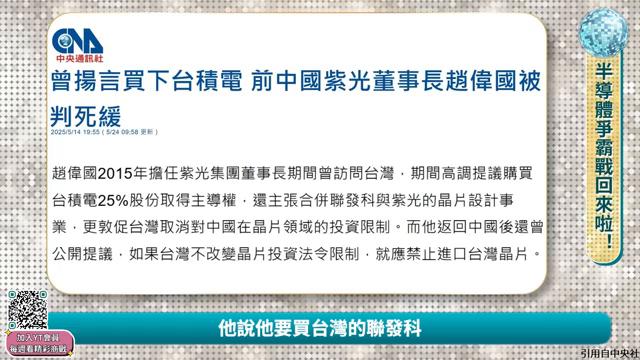 CNA
中央通訊社
曾揚言買下台積電 前中國紫光董事長趙偉國被
判死緩
2025/5/14 19:55（5/24 09:58 更新）
趙偉國2015年擔任紫光集團董事長期間曾訪問台灣，期間高調提議購買
台積電25%股份取得主導權，還主張合併聯發科與紫光的晶片設計事
業，更敦促台灣取消對中國在晶片領域的投資限制。而他返回中國後還曾
公開提議，如果台灣不改變晶片投資法令限制，就應禁止進口台灣晶片。
半導體爭霸戰回來啦！
加入YT會員
每週看精彩商戰
他說他要買台灣的聯發科
引用自中央社